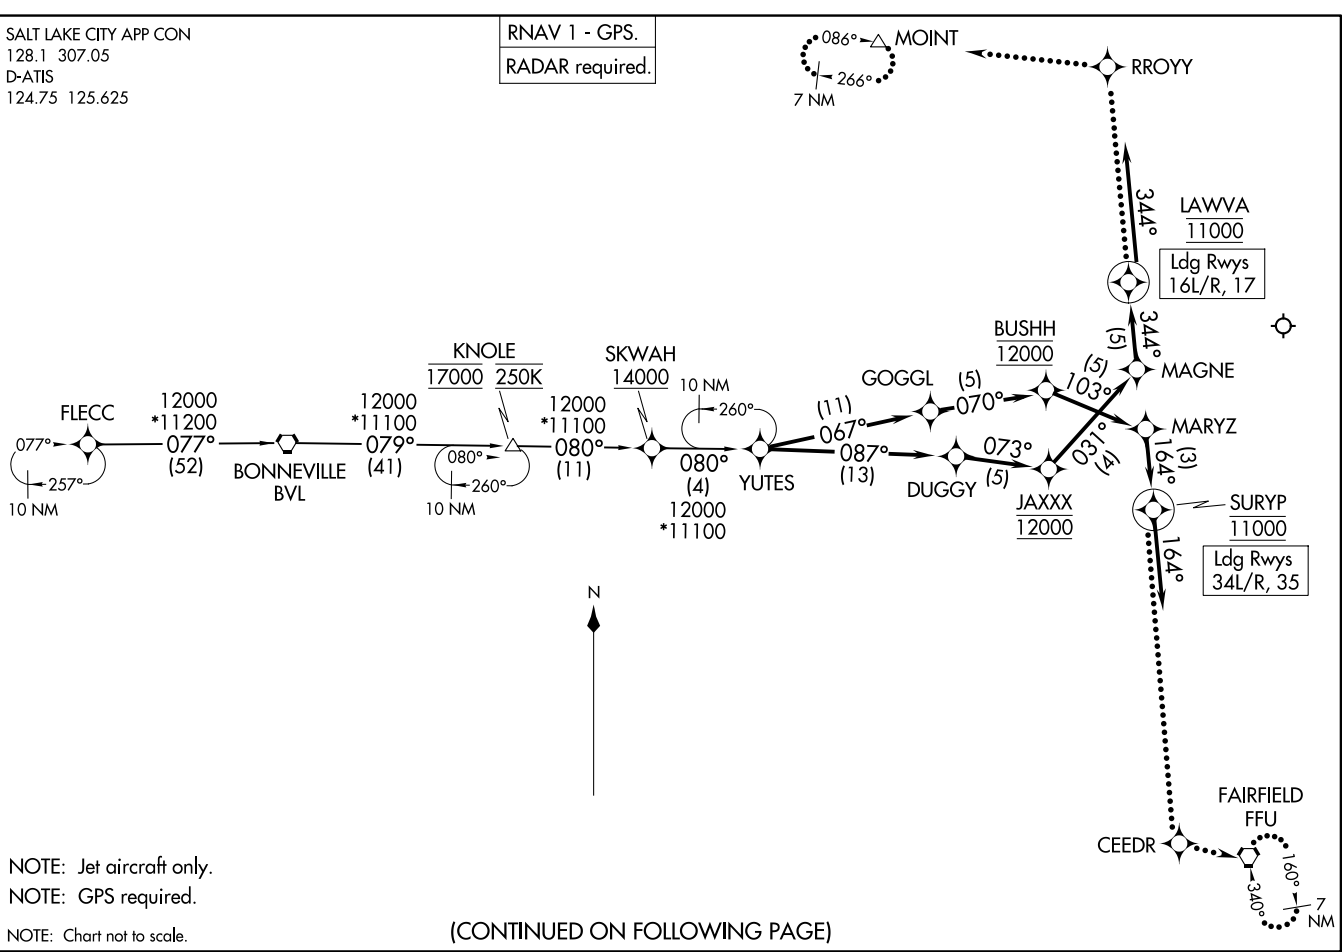 SALT LAKE CITY APP CON
128.1 307.05
D-ATIS
124.75 125.625
RNAV 1 - GPS.
RADAR required.
086°
MOINT
266°
7 NM
RROYY
344°
LAWVA
11000
Ldg Rwys
16L/R, 17
344°
(5)
MAGNE
BUSHH
12000
(5)
103°
KNOLE
17000 250K
SKWAH
14000
10 NM
260°
GOGGL
(5)
070°
(11)
067°
FLECC
077°
257°
10 NM
12000
*11200
077°
(52)
BONNEVILLE
BVL
12000
*11100
079°
(41)
080°
260°
10 NM
12000
*11100
080°
(11)
080°
(4)
12000
*11100
YUTES
087°
(13)
DUGGY
073°
(5)
JAXXX
12000
031°
(4)
MARYZ
164°
(3)
SURYP
11000
Ldg Rwys
34L/R, 35
164°
N
FAIRFIELD
FFU
CEEDR
160°
340°
7
NM
NOTE: Jet aircraft only.
NOTE: GPS required.
NOTE: Chart not to scale.
(CONTINUED ON FOLLOWING PAGE)